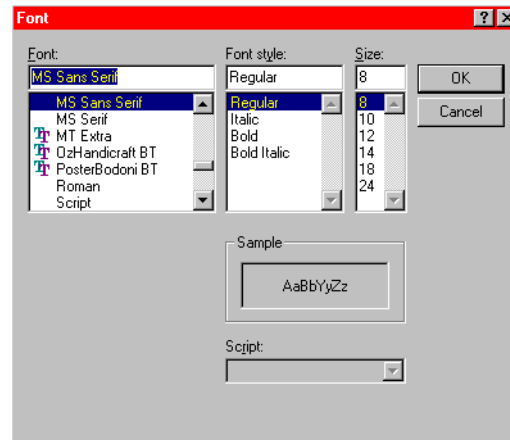 Font
Font: Font style: Size:
MS Sans Serif Regular 8 OK
MS Sans Serif Regular 8
MS Serif Italic 10 Cancel
MT Extra Bold 12
OzHandicraft BT Bold Italic 14
PosterBodoni BT 18
Roman 24
Script
Sample
AaBbYyZz
Script: